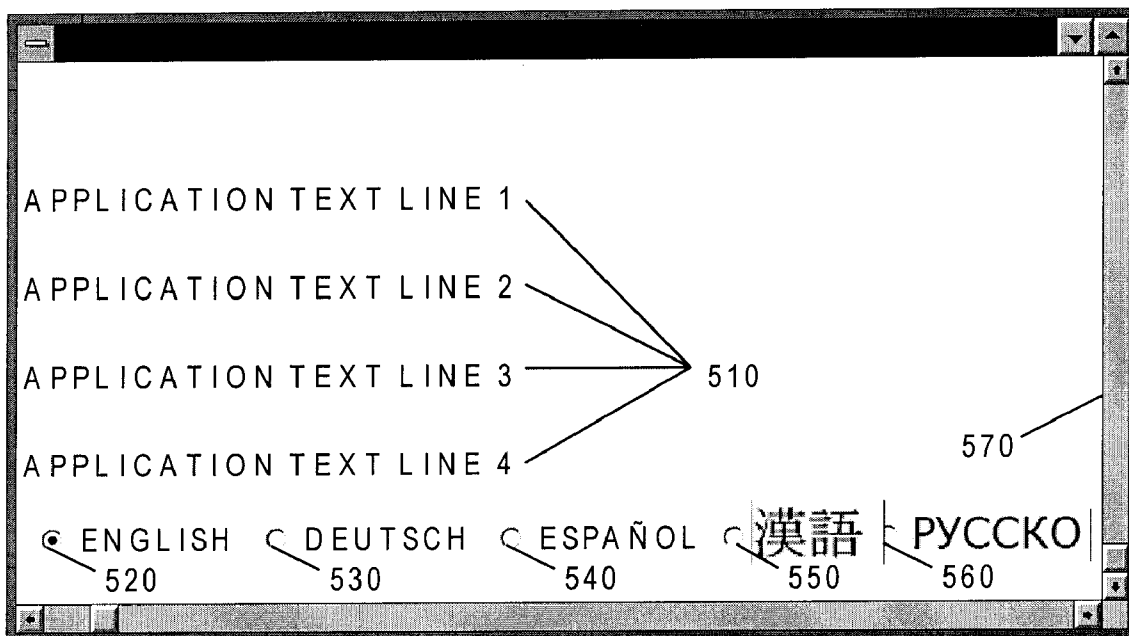 APPLICATION TEXT LINE 1
APPLICATION TEXT LINE 2
APPLICATION TEXT LINE 3
510
570
APPLICATION TEXT LINE 4
ENGLISH DEUTSCH ESPAÑOL 漢語 РУССКО
520 530 540 550 560